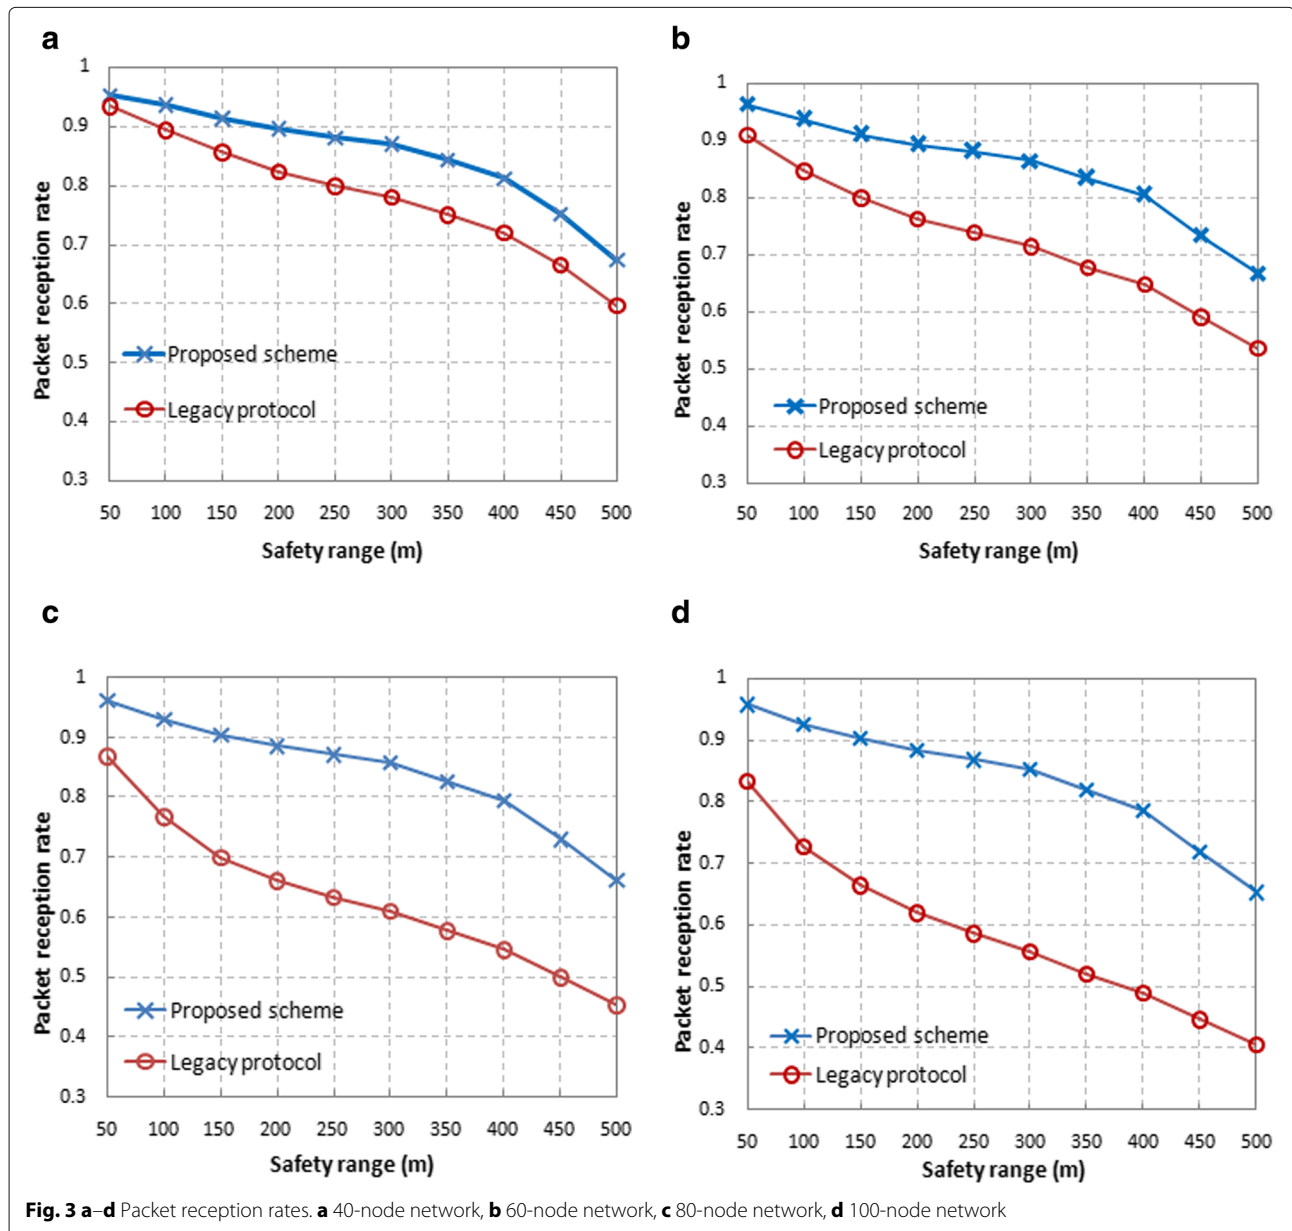 a
1
0.9
0.8
0.7
0.6
0.5
0.4
0.3
Packet reception rate
Proposed scheme
Legacy protocol
50 100 150 200 250 300 350 400 450 500
Safety range (m)
b
1
0.9
0.8
0.7
0.6
0.5
0.4
0.3
Packet reception rate
Proposed scheme
Legacy protocol
50 100 150 200 250 300 350 400 450 500
Safety range (m)
c
1
0.9
0.8
0.7
0.6
0.5
0.4
0.3
Packet reception rate
Proposed scheme
Legacy protocol
50 100 150 200 250 300 350 400 450 500
Safety range (m)
d
1
0.9
0.8
0.7
0.6
0.5
0.4
0.3
Packet reception rate
Proposed scheme
Legacy protocol
50 100 150 200 250 300 350 400 450 500
Safety range (m)
Fig. 3 a–d Packet reception rates. a 40-node network, b 60-node network, c 80-node network, d 100-node network